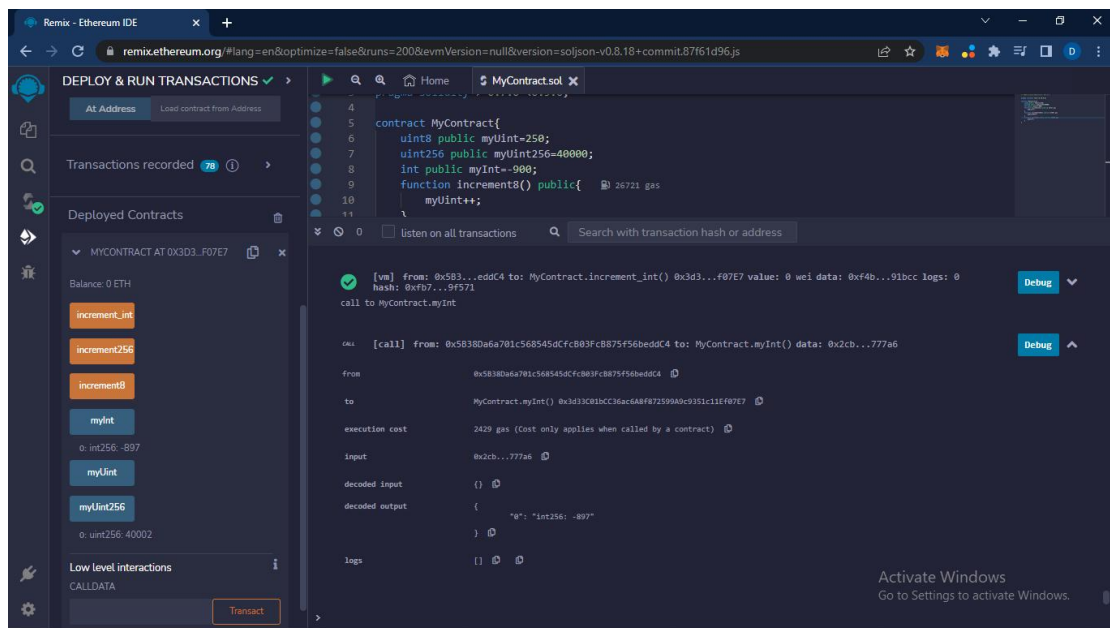 Remix - Ethereum IDE
remix.ethereum.org/#lang=en&optimize=false&runs=200&evmVersion=null&version=soljson-v0.8.18+commit.87f61d96.js
D
DEPLOY & RUN TRANSACTIONS
At Address Load contract from Address
Transactions recorded 78
Deployed Contracts
MYCONTRACT AT 0X3D3...F07E7
Balance: 0 ETH
increment_int
increment256
increment8
myInt
0: int256: -897
myUint
myUint256
0: uint256: 40002
Low level interactions
CALLDATA
Transact
Home MyContract.sol
4
5 contract MyContract{
6 uint8 public myUint=250;
7 uint256 public myUint256=40000;
8 int public myInt=-900;
9 function increment8() public{ 26721 gas
10 myUint++;
11 }
0 listen on all transactions Search with transaction hash or address
[vm] from: 0x5B3...eddC4 to: MyContract.increment_int() 0x3d3...f07E7 value: 0 wei data: 0xf4b...91bcc logs: 0
hash: 0xfb7...9f571
Debug
call to MyContract.myInt
CALL [call] from: 0x5B38Da6a701c568545dCfcB03FcB875f56beddC4 to: MyContract.myInt() data: 0x2cb...777a6
Debug
from 0x5B38Da6a701c568545dCfcB03FcB875f56beddC4
to MyContract.myInt()
execution cost 2429 gas (Cost only applies when called by a contract)
input 0x2cb...777a6
decoded input {}
decoded output {
"0": "int256: -897"
}
logs []
Activate Windows
Go to Settings to activate Windows.